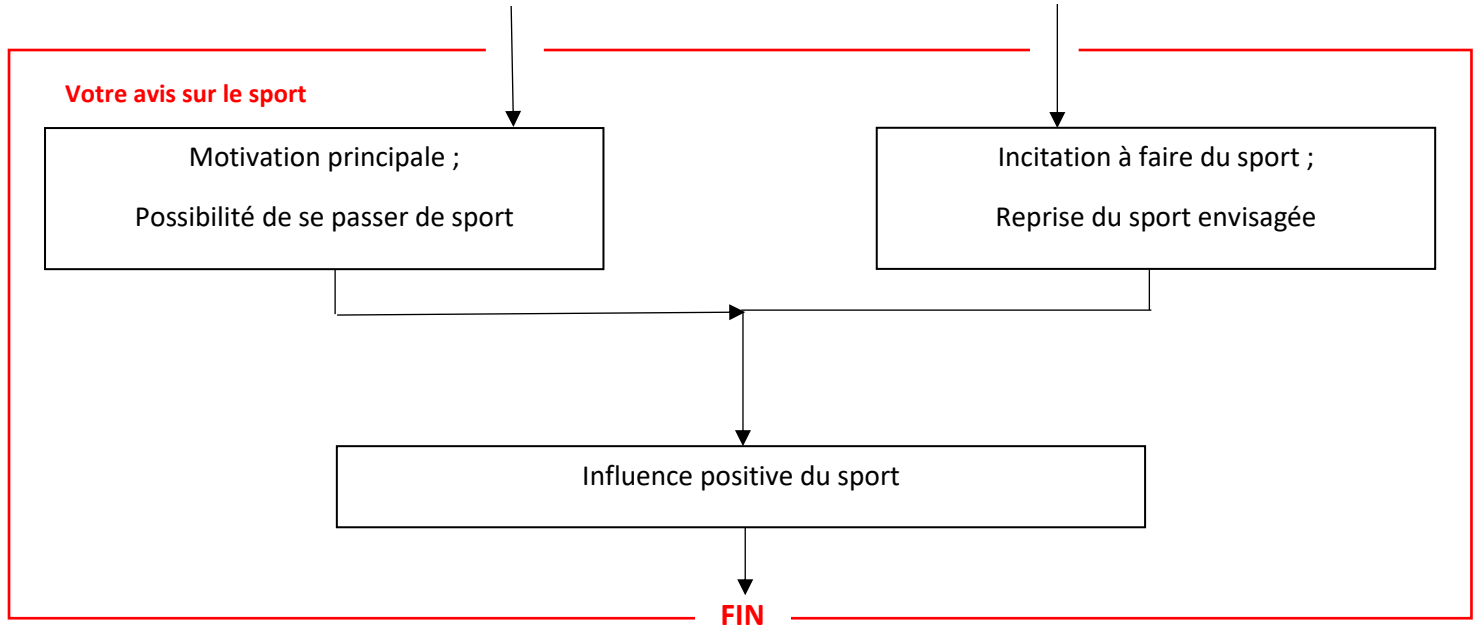 Votre avis sur le sport
Motivation principale ;
Possibilité de se passer de sport
Incitation à faire du sport ;
Reprise du sport envisagée
Influence positive du sport
FIN